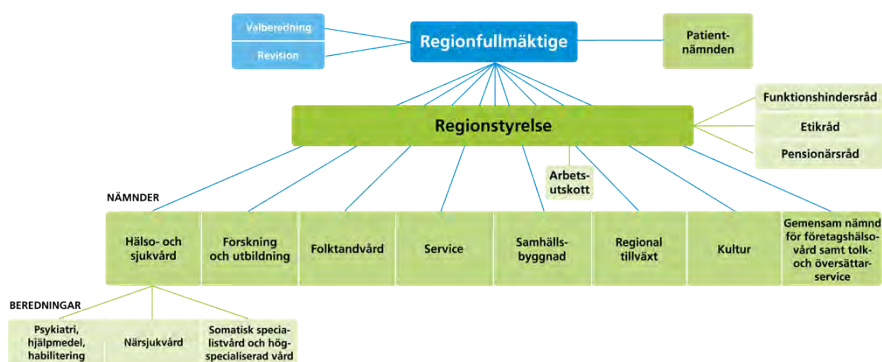 Valberedning
Revision
Regionfullmäktige
Patient-
nämnden
Regionstyrelse
Funktionshindersråd
Etikråd
Pensionärsråd
Arbets-
utskott
NÄMNDER
Hälso- och
sjukvård
Forskning
och utbildning
Folktandvård
Service
Samhälls-
byggnad
Regional
tillväxt
Kultur
Gemensam nämnd
för företagshälso-
vård samt tolk-
och översättar-
service
BEREDNINGAR
Psykiatri,
hjälpmedel,
habilitering
Närsjukvård
Somatisk specia-
listvård och hög-
specialiserad vård